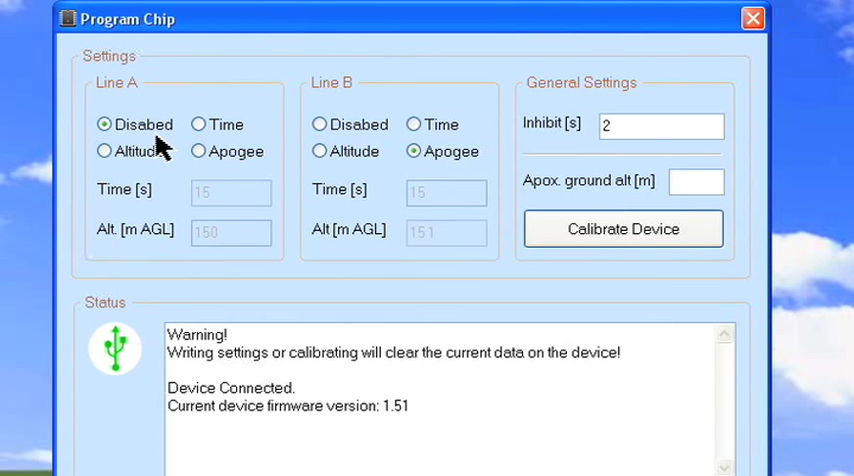 Program Chip
Settings
Line A
Disabed
Time
Apogee
Time [s]
15
Alt. [m AGL]
150
Line B
Disabed
Time
Altitude
Apogee
Time [s]
15
Alt [m AGL]
151
General Settings
Inhibit [s]
2
Apox. ground alt [m]
Calibrate Device
Status
Warning!
Writing settings or calibrating will clear the current data on the device!
Device Connected.
Current device firmware version: 1.51